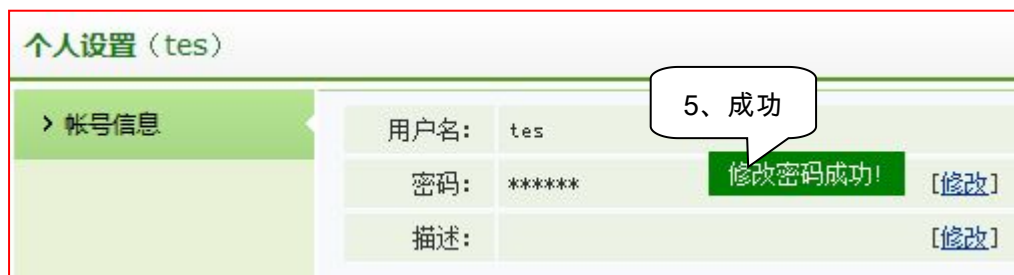 个人设置（tes）
5、成功
> 帐号信息
用户名: tes
修改密码成功!
密码: ****** [修改]
描述: [修改]